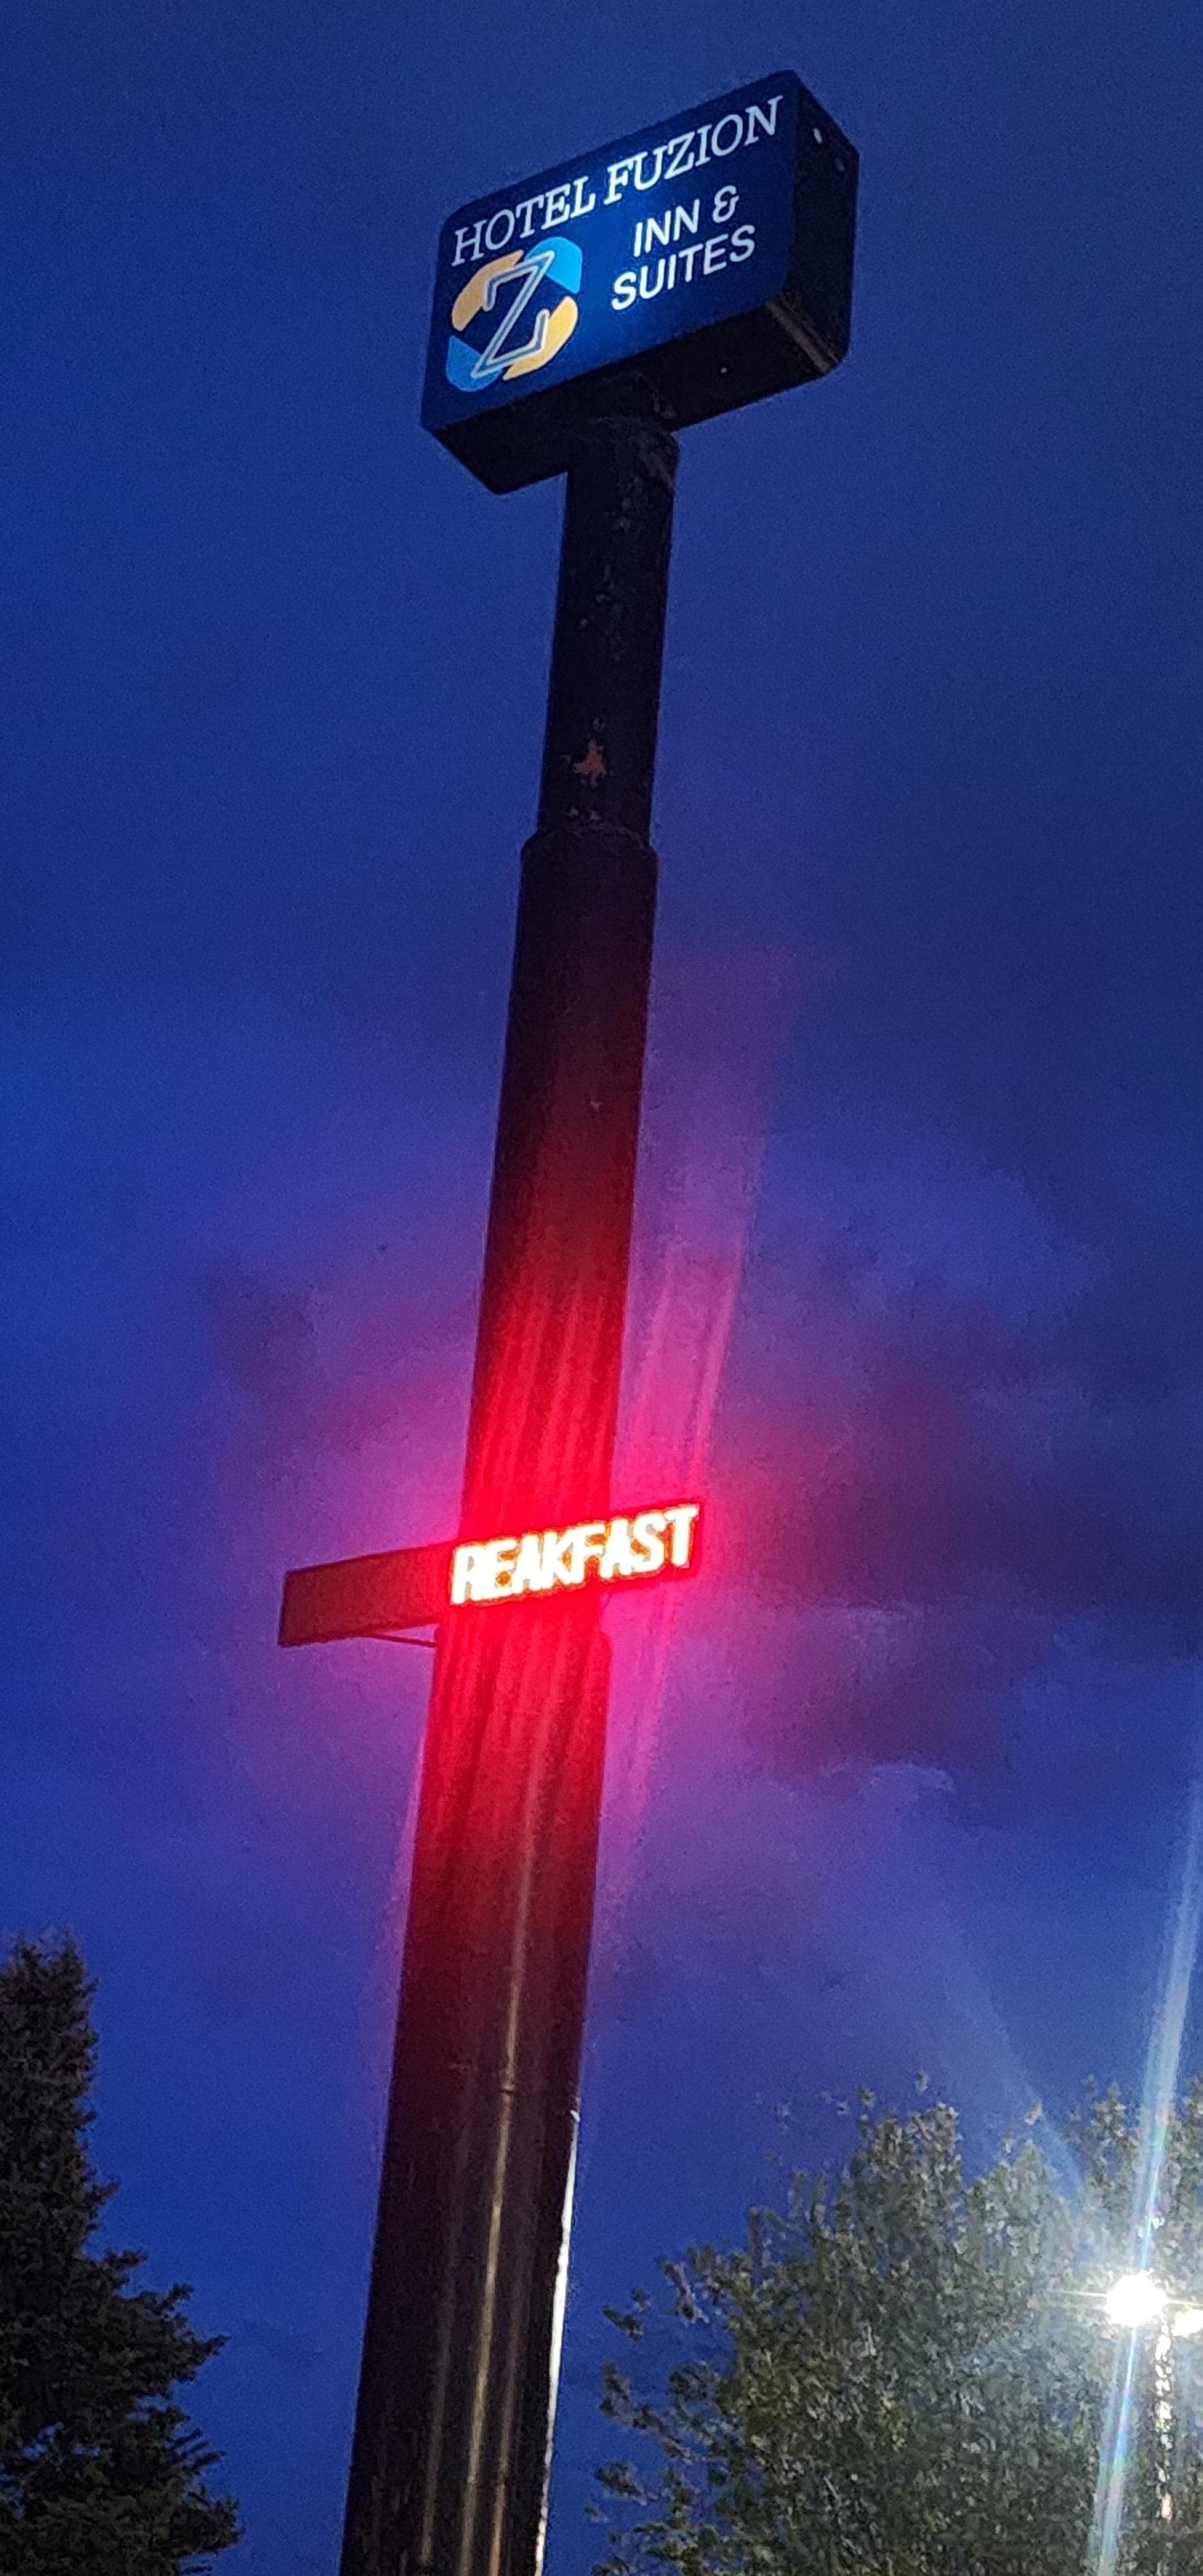 HOTEL FUZION
Z
INN &
SUITES
REAKFAST